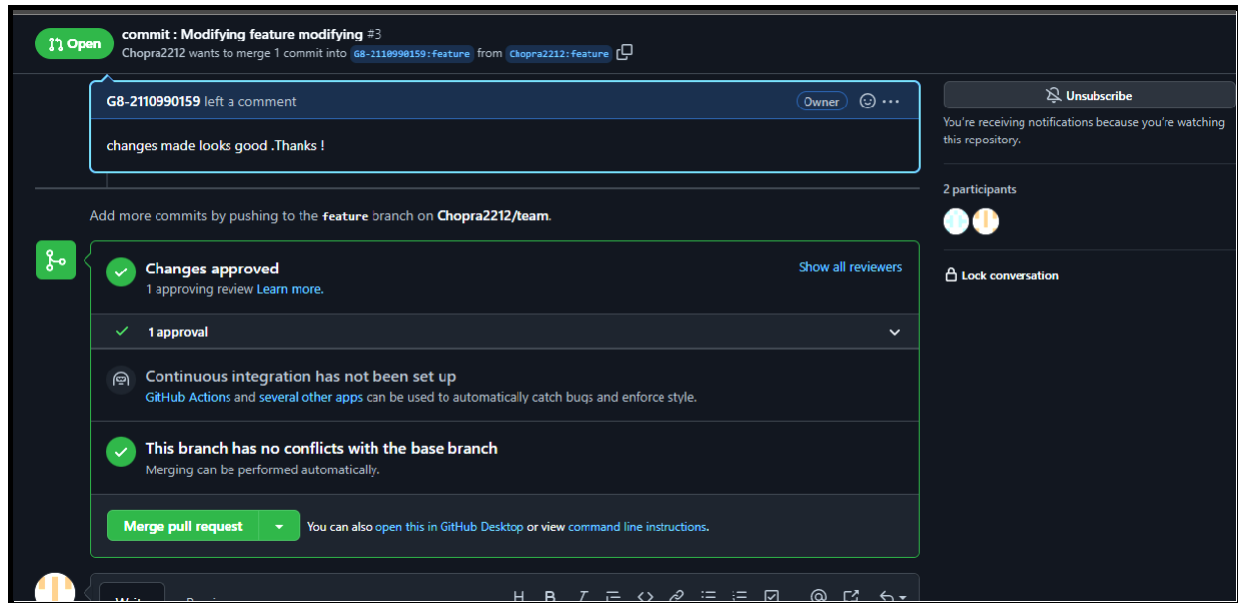 Open
commit : Modifying feature modifying #3
Chopra2212 wants to merge 1 commit into G8-2110990159:feature from Chopra2212:feature
G8-2110990159 left a comment
Owner
changes made looks good .Thanks !
Unsubscribe
You're receiving notifications because you're watching
this repository.
2 participants
Lock conversation
Add more commits by pushing to the feature branch on Chopra2212/team.
Changes approved
Show all reviewers
1 approving review Learn more.
1 approval
Continuous integration has not been set up
GitHub Actions and several other apps can be used to automatically catch bugs and enforce style.
This branch has no conflicts with the base branch
Merging can be performed automatically.
Merge pull request
You can also open this in GitHub Desktop or view command line instructions.
H B I